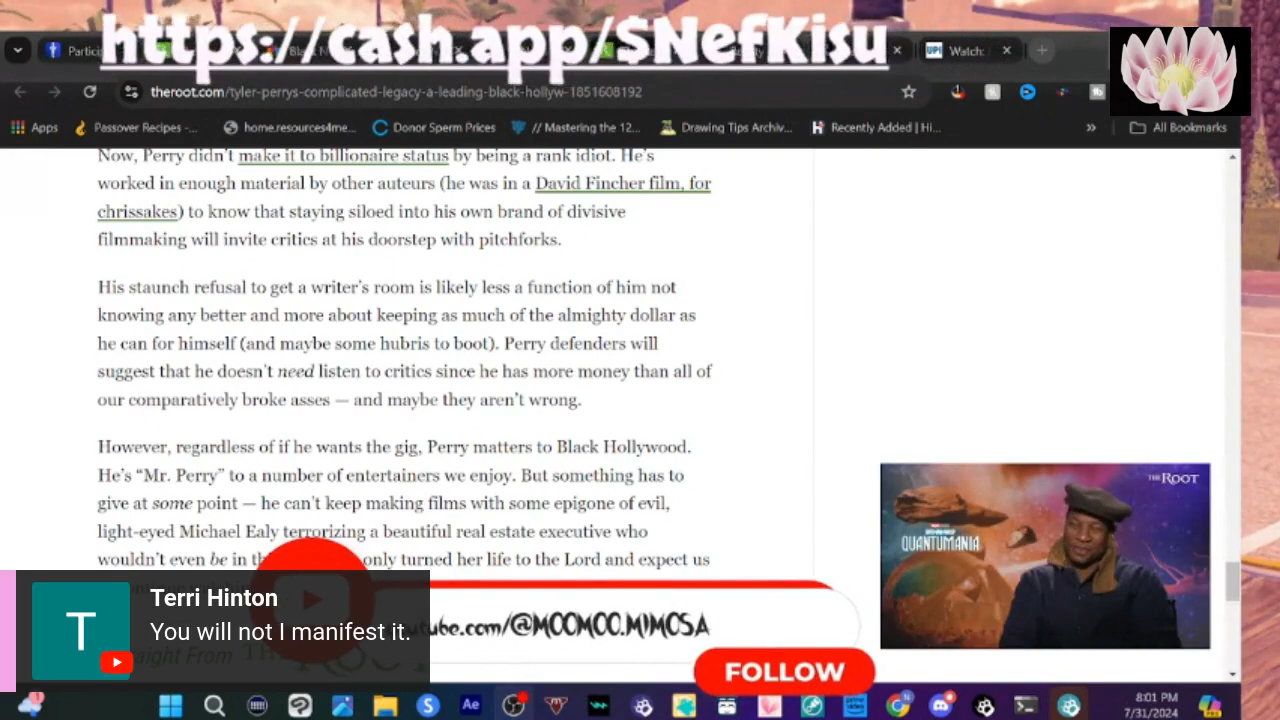 https://cash.app/$NefKisu
Partici
UPI Watch:
theroot.com/tyler-perrys-complicated-legacy-a-leading-black-hollyw-1851608192
Apps Passover Recipes -... home.resources4me... Donor Sperm Prices // Mastering the 12... Drawing Tips Archiv... Recently Added | Hi... » All Bookmarks
Now, Perry didn't make it to billionaire status by being a rank idiot. He's
worked in enough material by other auteurs (he was in a David Fincher film, for
chrissakes) to know that staying siloed into his own brand of divisive
filmmaking will invite critics at his doorstep with pitchforks.
His staunch refusal to get a writer's room is likely less a function of him not
knowing any better and more about keeping as much of the almighty dollar as
he can for himself (and maybe some hubris to boot). Perry defenders will
suggest that he doesn't need listen to critics since he has more money than all of
our comparatively broke asses — and maybe they aren't wrong.
However, regardless of if he wants the gig, Perry matters to Black Hollywood.
He's “Mr. Perry” to a number of entertainers we enjoy. But something has to
give at some point — he can't keep making films with some epigone of evil,
light-eyed Michael Ealy terrorizing a beautiful real estate executive who
wouldn't even be in only turned her life to the Lord and expect us
THE ROOT
QUANTUMANIA
T
Terri Hinton
You will not I manifest it.
utube.com/@MOOMOO.MIMOSA
aight From
FOLLOW
Ae
8:01 PM
7/31/2024